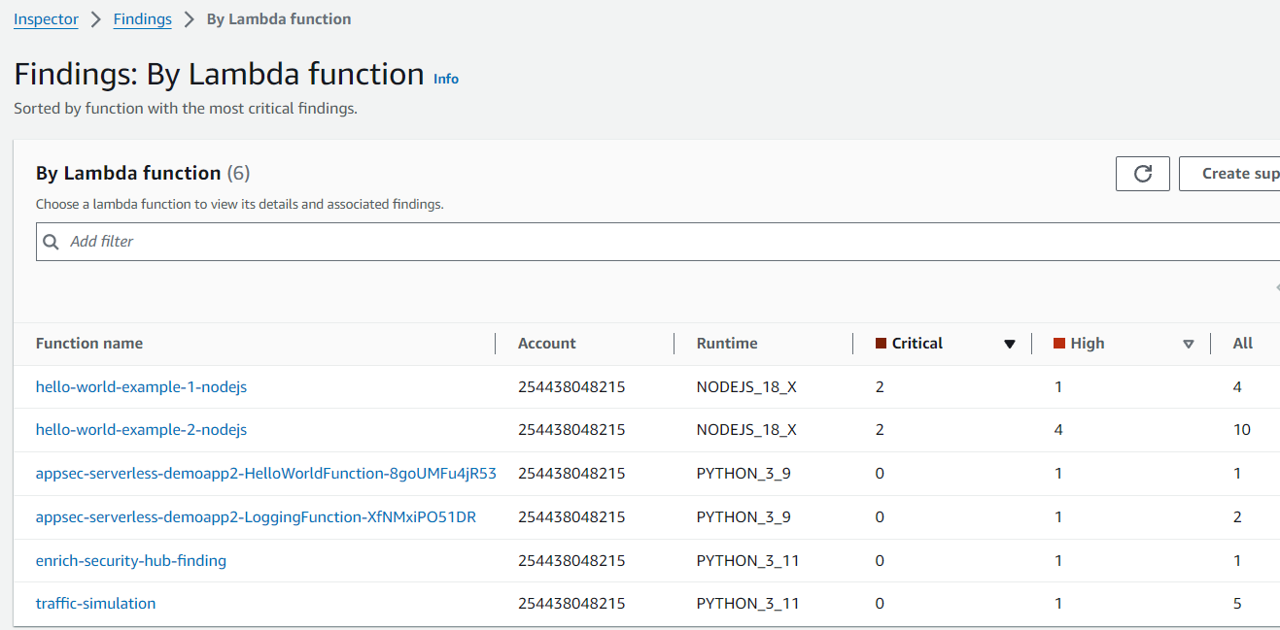 Inspector > Findings > By Lambda function
Findings: By Lambda function Info
Sorted by function with the most critical findings.
By Lambda function (6)
Create sup
Choose a lambda function to view its details and associated findings.
Add filter
Function name Account Runtime Critical High All
hello-world-example-1-nodejs 254438048215 NODEJS_18_X 2 1 4
hello-world-example-2-nodejs 254438048215 NODEJS_18_X 2 4 10
appsec-serverless-demoapp2-HelloWorldFunction-8goUMFu4jR53 254438048215 PYTHON_3_9 0 1 1
appsec-serverless-demoapp2-LoggingFunction-XfNMxiPO51DR 254438048215 PYTHON_3_9 0 1 2
enrich-security-hub-finding 254438048215 PYTHON_3_11 0 1 1
traffic-simulation 254438048215 PYTHON_3_11 0 1 5